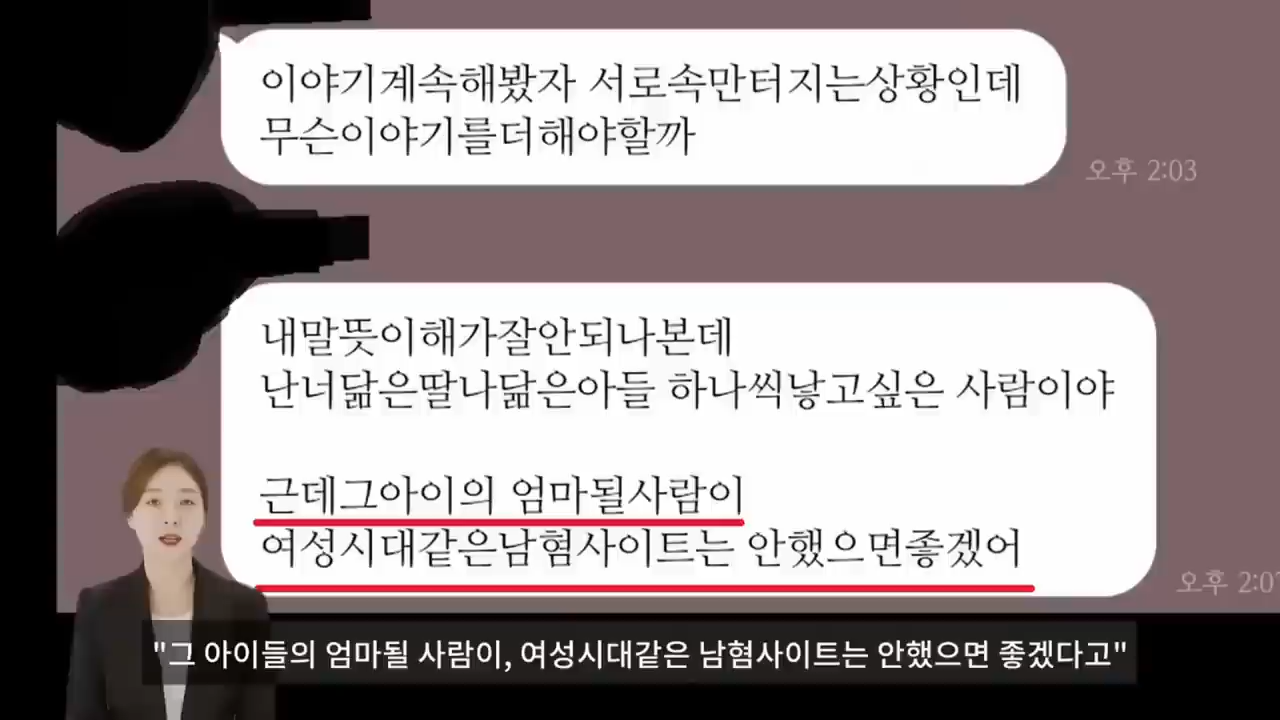 이야기계속해봤자 서로속만터지는상황인데
무슨이야기를더해야할까
오후 2:03
내말뜻이해가잘안되나본데
난너닮은딸나닮은아들 하나씩낳고싶은 사람이야
근데그아이의 엄마될사람이
여성시대같은남혐사이트는 안했으면좋겠어
오후 2:07
"그 아이들의 엄마될 사람이, 여성시대같은 남혐사이트는 안했으면 좋겠다고"